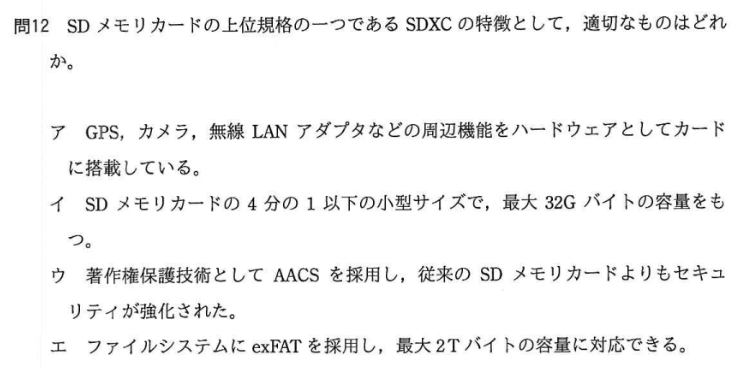 問12 SD メモリカードの上位規格の一つである SDXC の特徴として，適切なものはどれ
か。
ア GPS，カメラ，無線 LAN アダプタなどの周辺機能をハードウェアとしてカード
に搭載している。
イ SD メモリカードの 4 分の 1 以下の小型サイズで，最大 32G バイトの容量をも
つ。
ウ 著作権保護技術として AACS を採用し，従来の SD メモリカードよりもセキュ
リティが強化された。
エ ファイルシステムに exFAT を採用し，最大 2T バイトの容量に対応できる。